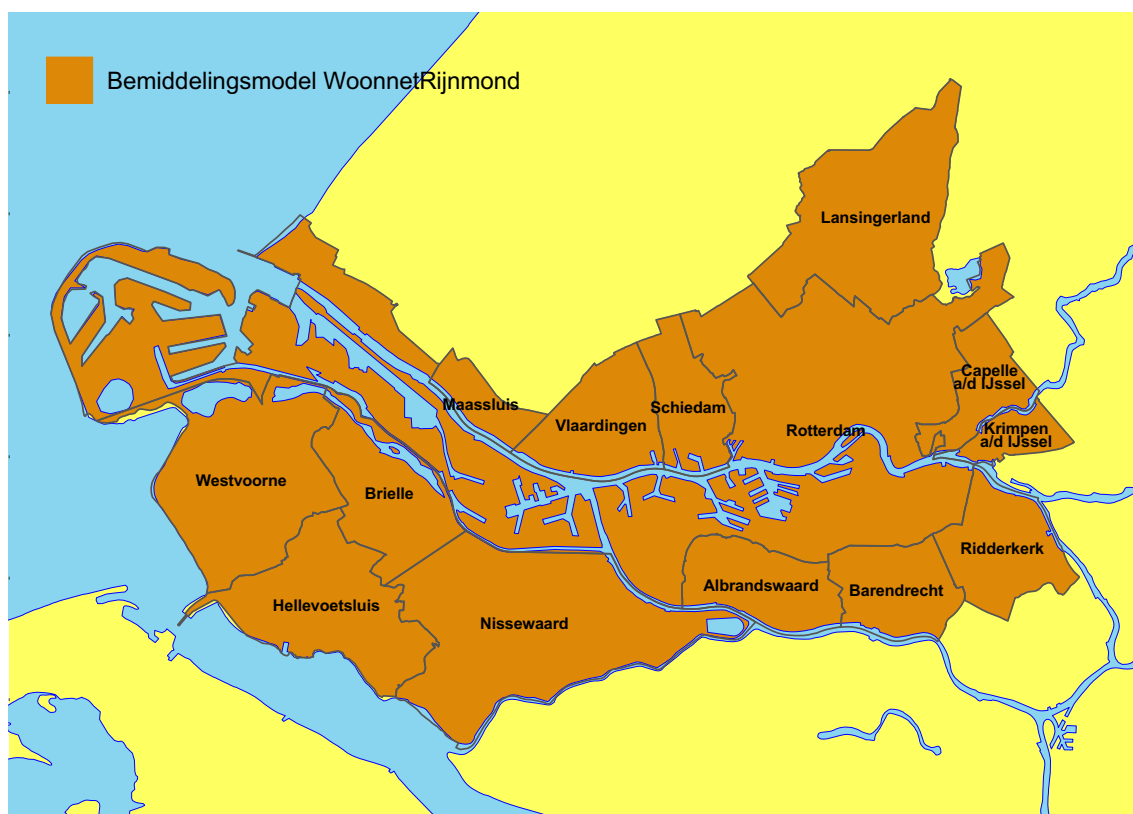 Bemiddelingsmodel WoonnetRijnmond
Lansingerland
Capelle
a/d IJssel
Maassluis
Schiedam
Vlaardingen
Rotterdam
Krimpen
a/d IJssel
Westvoorne
Brielle
Ridderkerk
Albrandswaard
Barendrecht
Hellevoetsluis
Nissewaard